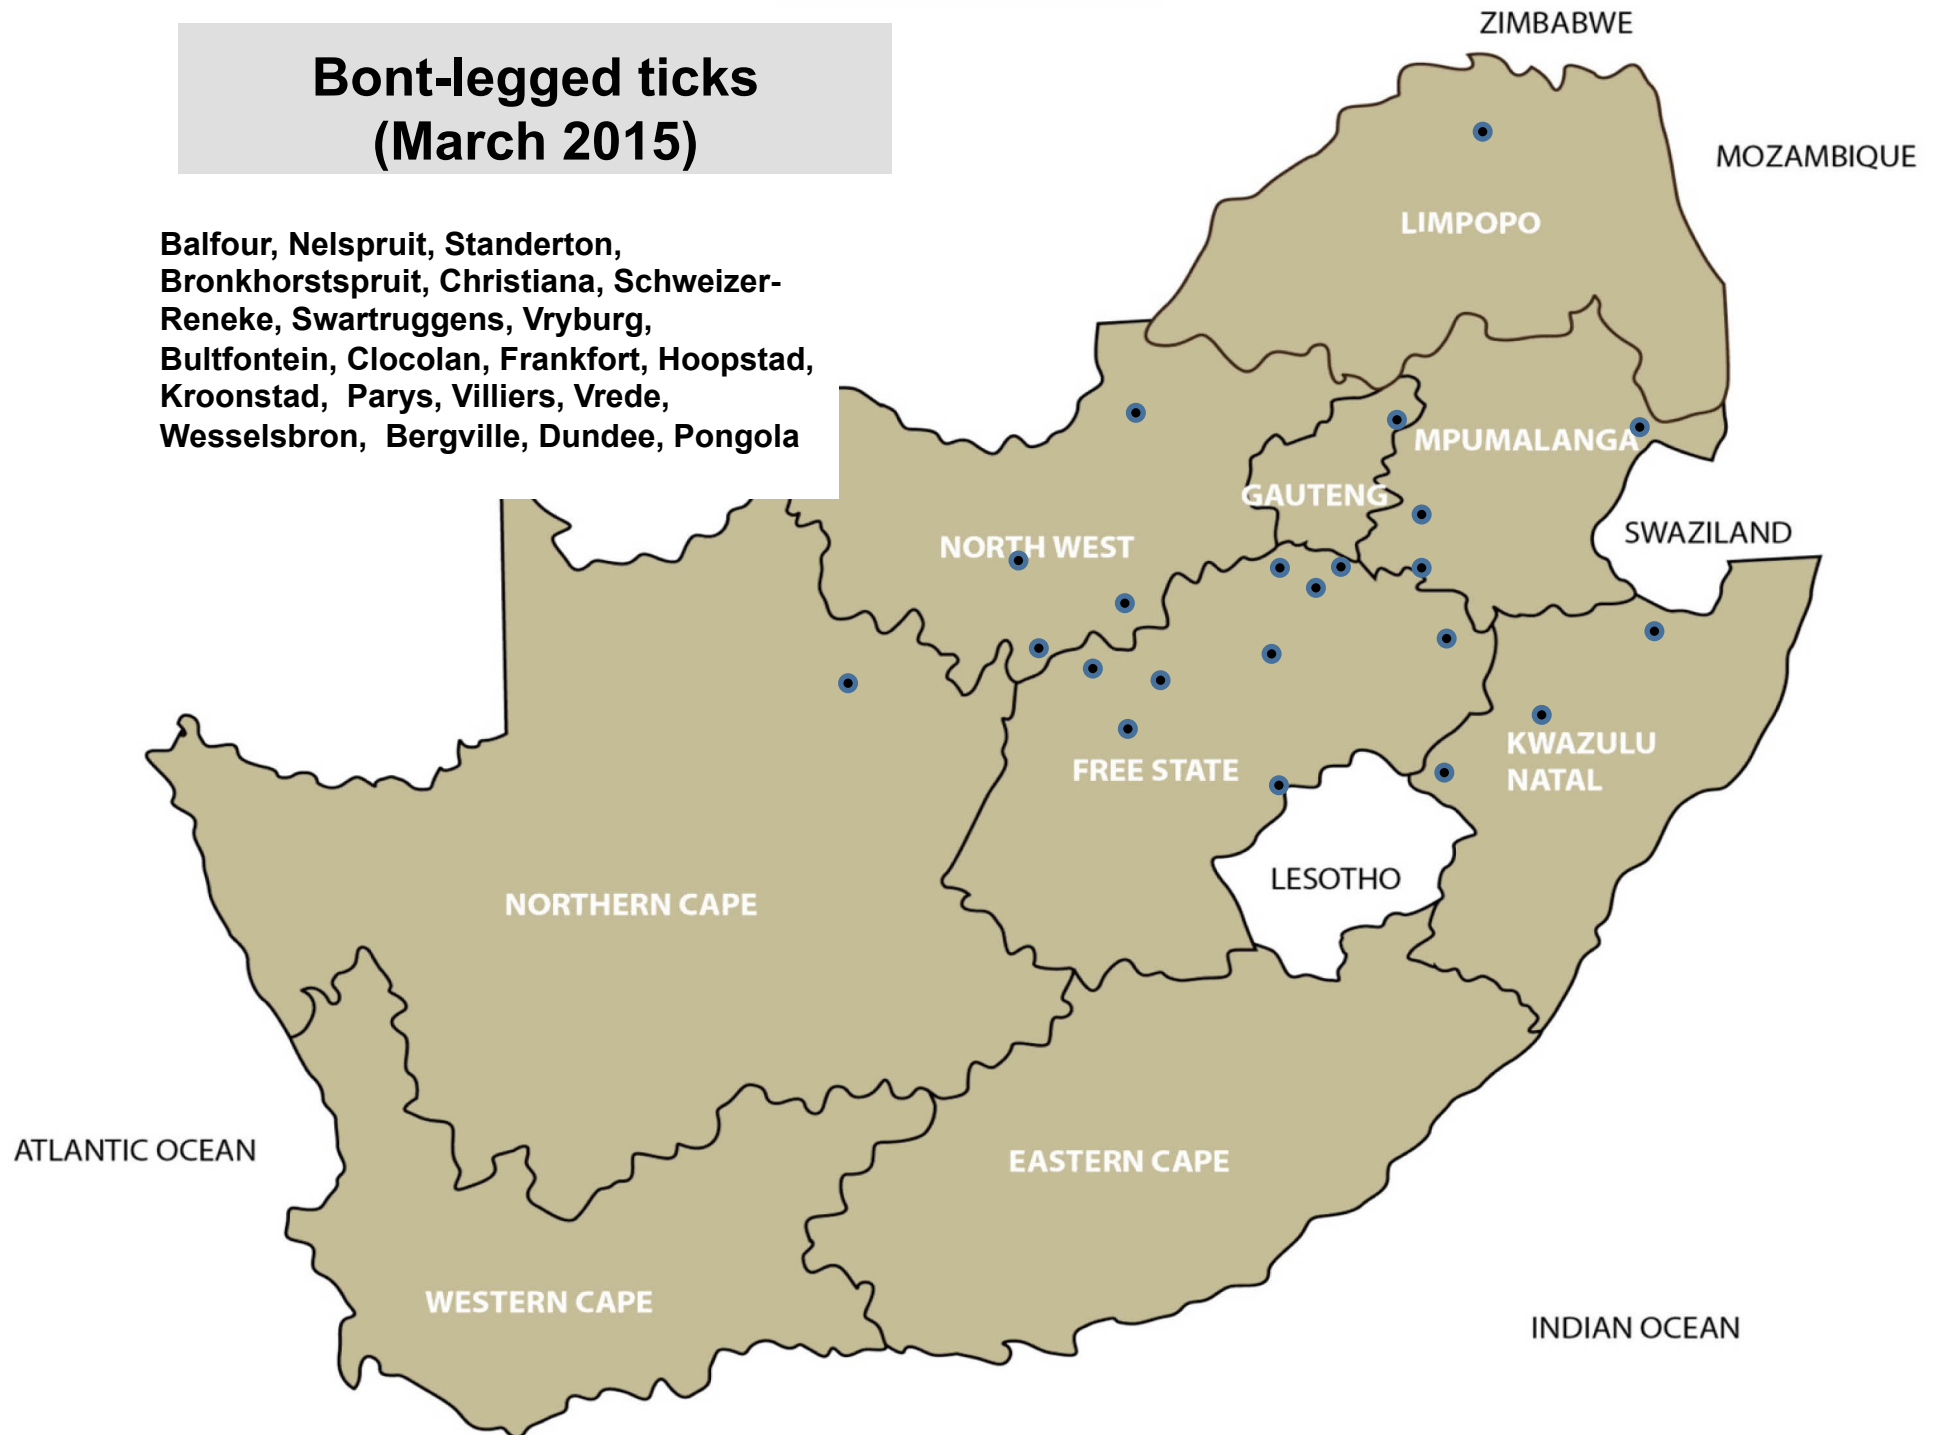 Bont-legged ticks
(March 2015)
Balfour, Nelspruit, Standerton,
Bronkhorstspruit, Christiana, Schweizer-
Reneke, Swartruggens, Vryburg,
Bultfontein, Clocolan, Frankfort, Hoopstad,
Kroonstad, Parys, Villiers, Vrede,
Wesselsbron, Bergville, Dundee, Pongola
ZIMBABWE
MOZAMBIQUE
LIMPOPO
MPUMALANGA
GAUTENG
SWAZILAND
NORTH WEST
KWAZULU
NATAL
FREE STATE
LESOTHO
NORTHERN CAPE
ATLANTIC OCEAN
EASTERN CAPE
WESTERN CAPE
INDIAN OCEAN